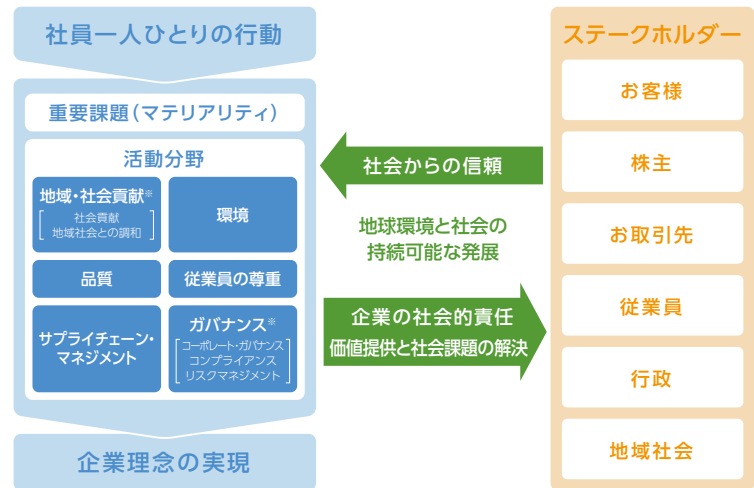 社員一人ひとりの行動
重要課題(マテリアリティ)
活動分野
地域・社会貢献※
社会貢献
地域社会との調和
環境
品質
従業員の尊重
サプライチェーン・
マネジメント
ガバナンス※
コーポレート・ガバナンス
コンプライアンス
リスクマネジメント
企業理念の実現
社会からの信頼
地球環境と社会の
持続可能な発展
企業の社会的責任
価値提供と社会課題の解決
ステークホルダー
お客様
株主
お取引先
従業員
行政
地域社会